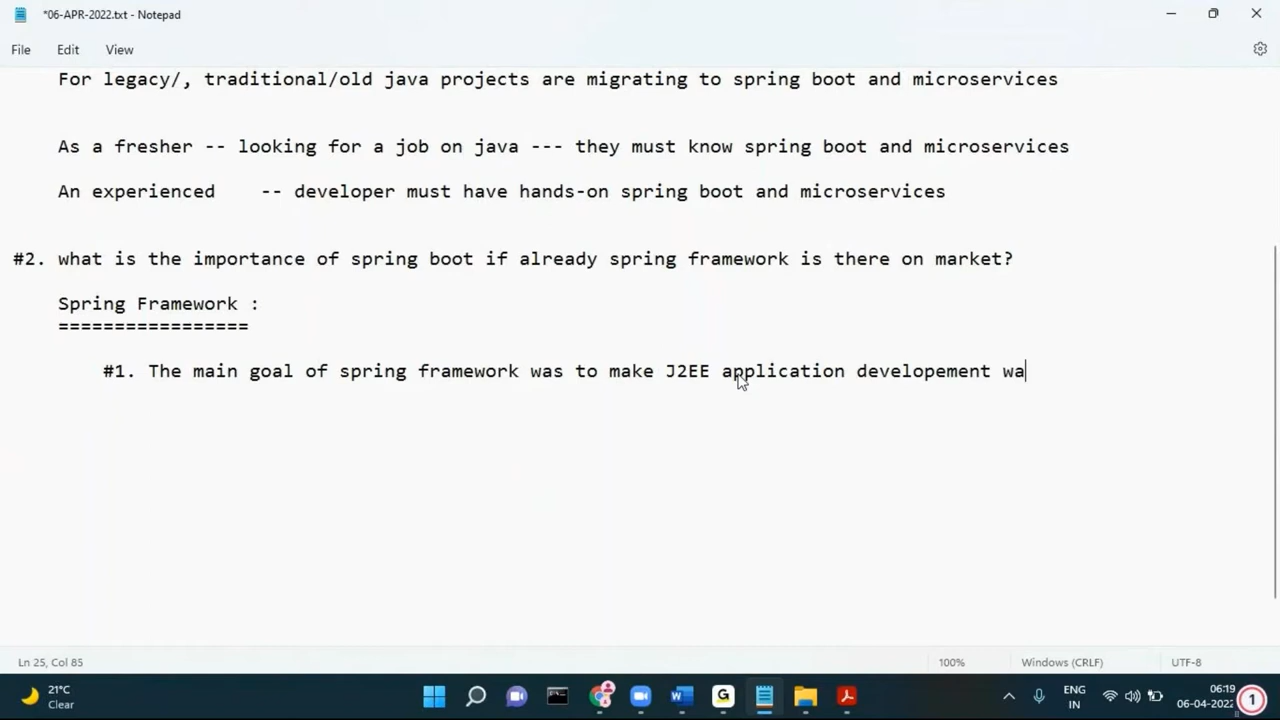 *06-APR-2022.txt - Notepad
File Edit View
For legacy/, traditional/old java projects are migrating to spring boot and microservices
As a fresher -- looking for a job on java --- they must know spring boot and microservices
An experienced -- developer must have hands-on spring boot and microservices
#2. what is the importance of spring boot if already spring framework is there on market?
Spring Framework :
=================
#1. The main goal of spring framework was to make J2EE application developement wa
Ln 25, Col 85 100% Windows (CRLF) UTF-8
21°C
Clear
ENG
IN
06:19
06-04-2022
1